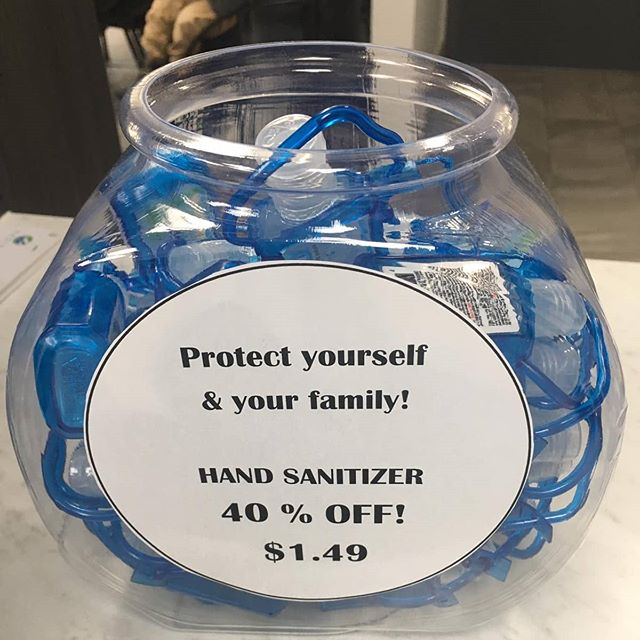 Protect yourself
& your family!
HAND SANITIZER
40 % OFF!
$1.49